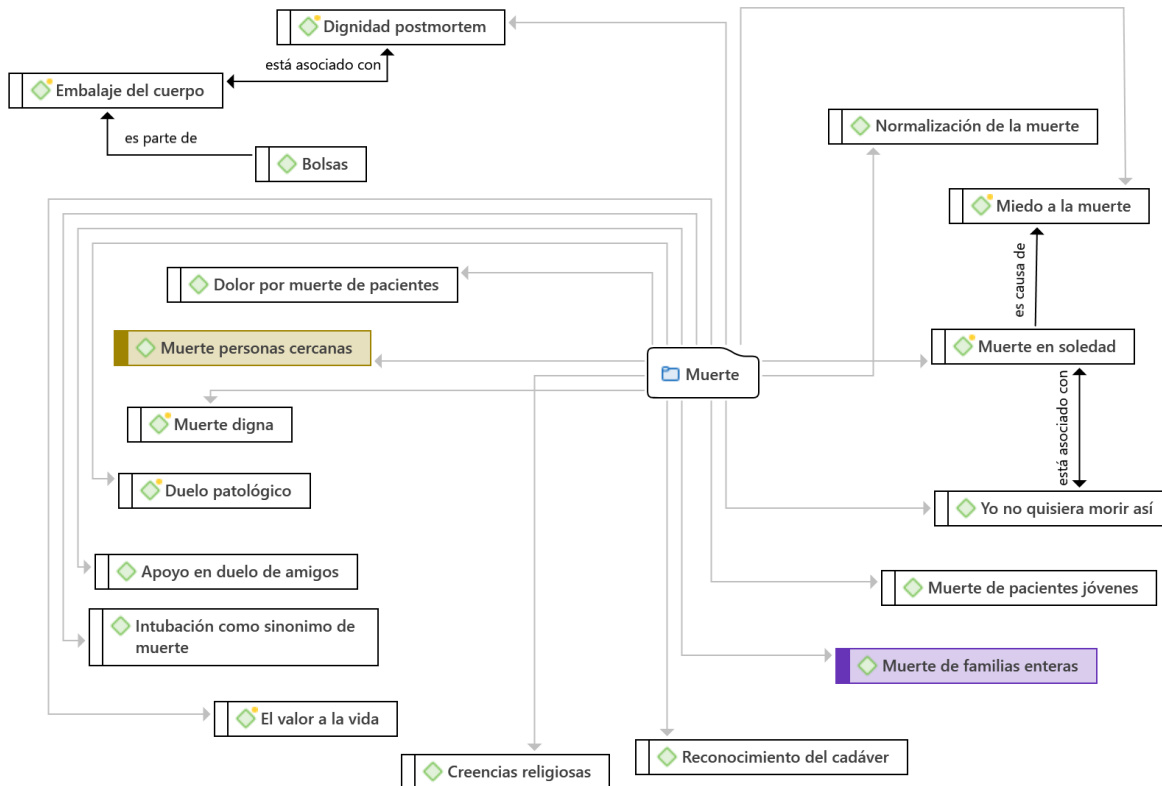 Dignidad postmortem
está asociado con
Embalaje del cuerpo
es parte de
Bolsas
Normalización de la muerte
Miedo a la muerte
es causa de
Dolor por muerte de pacientes
Muerte personas cercanas
Muerte en soledad
Muerte
está asociado con
Muerte digna
Duelo patológico
Yo no quisiera morir así
Apoyo en duelo de amigos
Muerte de pacientes jóvenes
Intubación como sinonimo de
muerte
Muerte de familias enteras
El valor a la vida
Reconocimiento del cadáver
Creencias religiosas